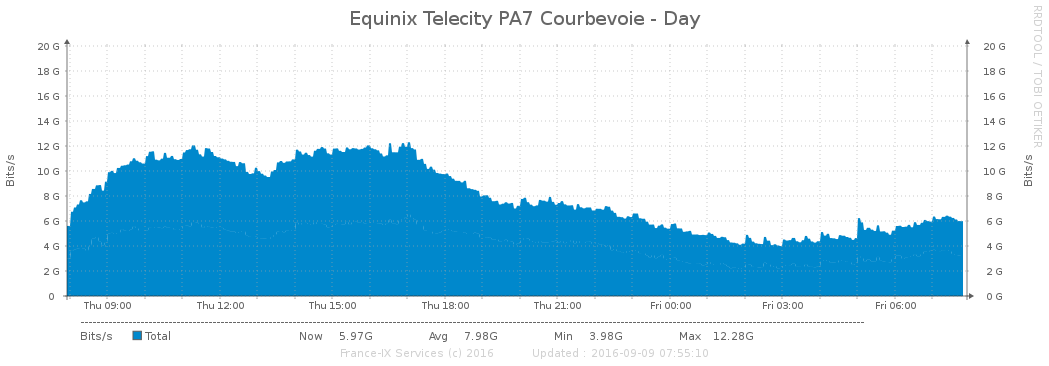 Equinix Telecity PA7 Courbevoie - Day
RRDTOOL / TOBI OETIKER
Bits/s
20 G
18 G
16 G
14 G
12 G
10 G
8 G
6 G
4 G
2 G
0
20 G
18 G
16 G
14 G
12 G
10 G
8 G
6 G
4 G
2 G
0 G
Bits/s
Thu 09:00 Thu 12:00 Thu 15:00 Thu 18:00 Thu 21:00 Fri 00:00 Fri 03:00 Fri 06:00
Bits/s Total Now 5.97G Avg 7.98G Min 3.98G Max 12.28G
France-IX Services (c) 2016 Updated : 2016-09-09 07:55:10